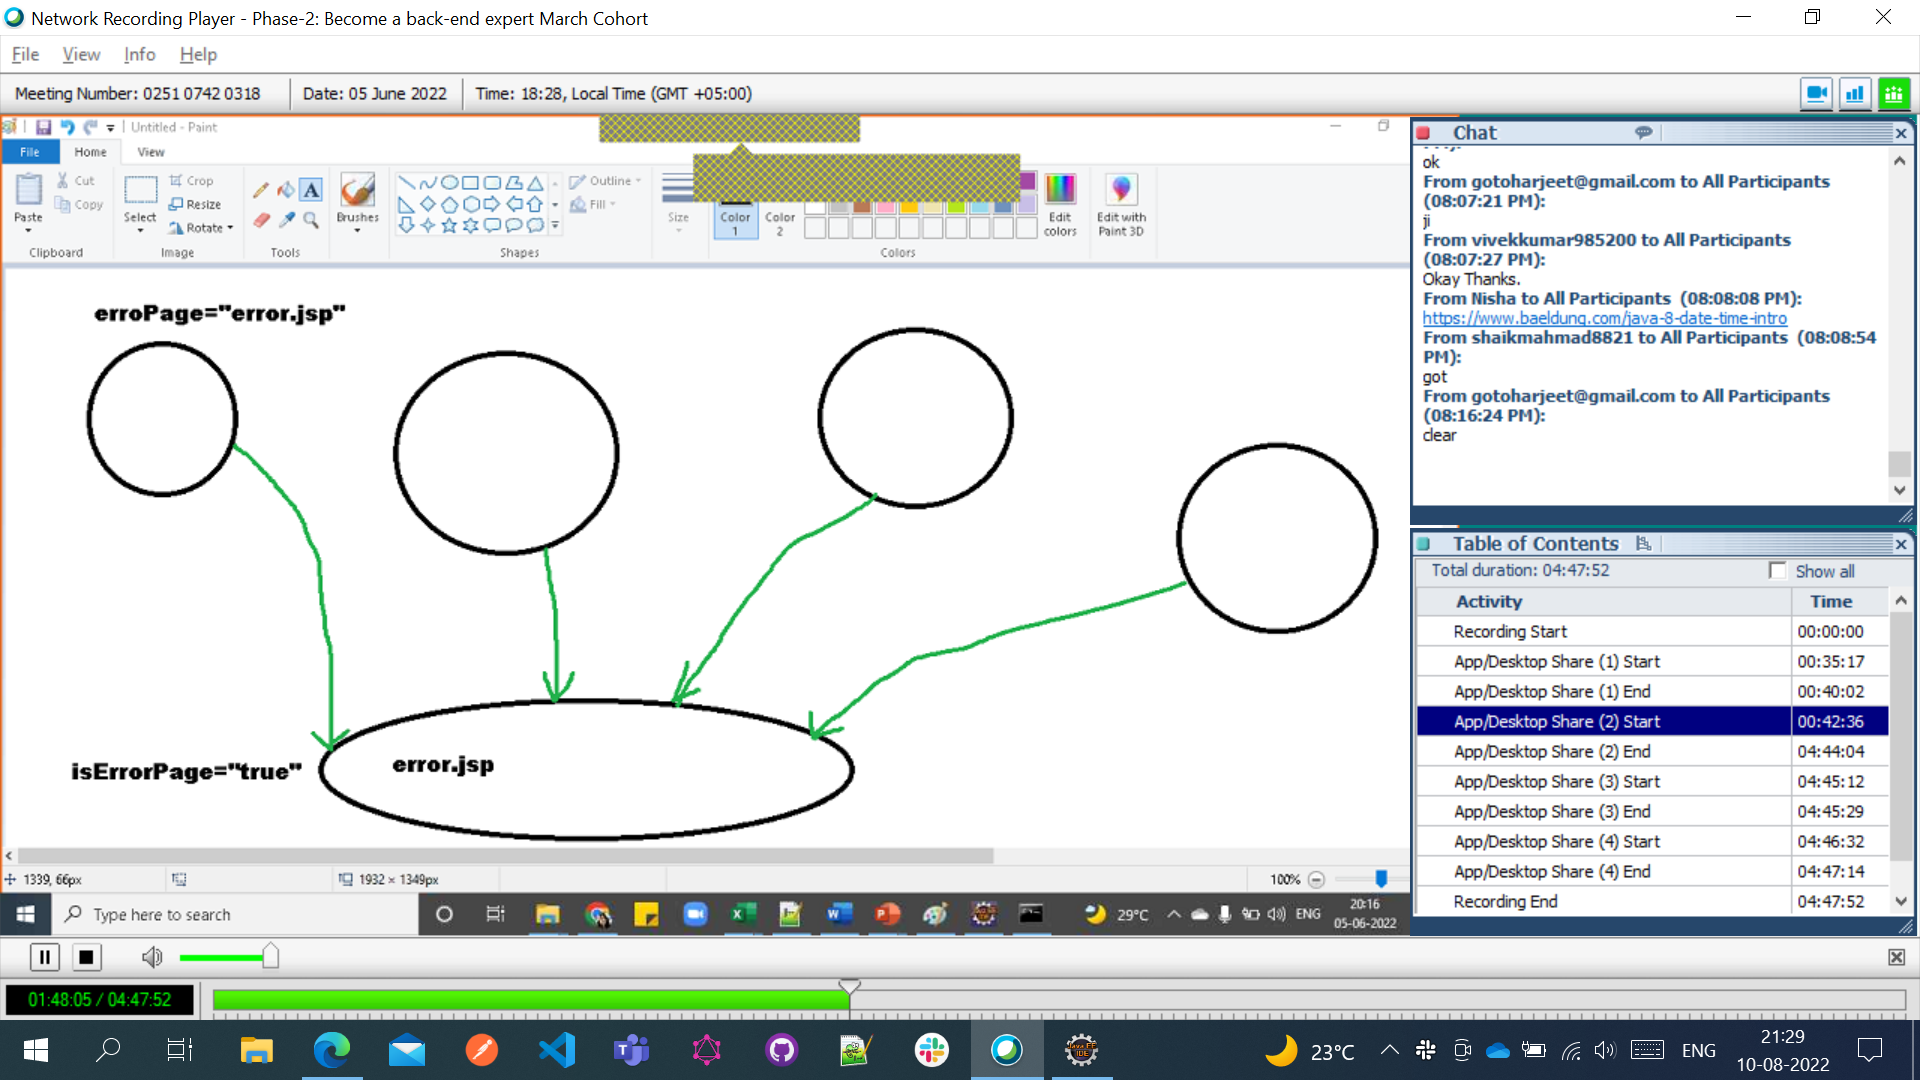 Network Recording Player - Phase-2: Become a back-end expert March Cohort
File View Info Help
Meeting Number: 0251 0742 0318 Date: 05 June 2022 Time: 18:28, Local Time (GMT +05:00)
Untitled - Paint
File Home View
Paste Cut Copy Select Crop Resize Rotate Brushes Outline Fill Size Color 1 Color 2 Edit colors Edit with Paint 3D
Clipboard Image Tools Shapes Colors
erroPage="error.jsp"
isErrorPage="true"
error.jsp
1339, 66px 1932 × 1349px 100%
Type here to search 29°C ENG 20:16 05-06-2022
Chat
ok
From gotoharjeet@gmail.com to All Participants
(08:07:21 PM):
ji
From vivekkumar985200 to All Participants
(08:07:27 PM):
Okay Thanks.
From Nisha to All Participants (08:08:08 PM):
https://www.baeldung.com/java-8-date-time-intro
From shaikmahmad8821 to All Participants (08:08:54
PM):
got
From gotoharjeet@gmail.com to All Participants
(08:16:24 PM):
clear
Table of Contents
Total duration: 04:47:52 Show all
Activity Time
Recording Start 00:00:00
App/Desktop Share (1) Start 00:35:17
App/Desktop Share (1) End 00:40:02
App/Desktop Share (2) Start 00:42:36
App/Desktop Share (2) End 04:44:04
App/Desktop Share (3) Start 04:45:12
App/Desktop Share (3) End 04:45:29
App/Desktop Share (4) Start 04:46:32
App/Desktop Share (4) End 04:47:14
Recording End 04:47:52
01:48:05 / 04:47:52
23°C ENG 21:29
10-08-2022